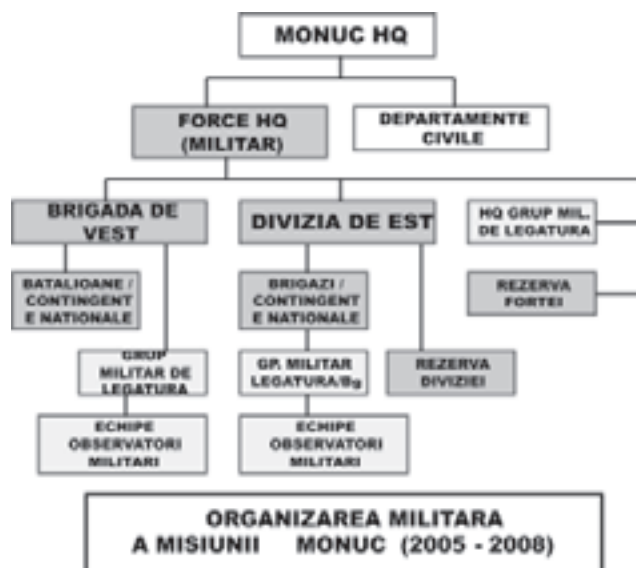 MONUC HQ
FORCE HQ
(MILITAR)
DEPARTAMENTE
CIVILE
BRIGADA DE
VEST
DIVIZIA DE EST
HQ GRUP MIL.
DE LEGATURA
BATALIOANE /
CONTINGENT
E NATIONALE
BRIGAZI /
CONTINGENT
E NATIONALE
REZERVA
FORTEI
GRUP
MILITAR DE
LEGATURA
GP. MILITAR
LEGATURA/Bg
REZERVA
DIVIZIEI
ECHIPE
OBSERVATORI
MILITARI
ECHIPE
OBSERVATORI
MILITARI
ORGANIZAREA MILITARA
A MISIUNII MONUC (2005 - 2008)